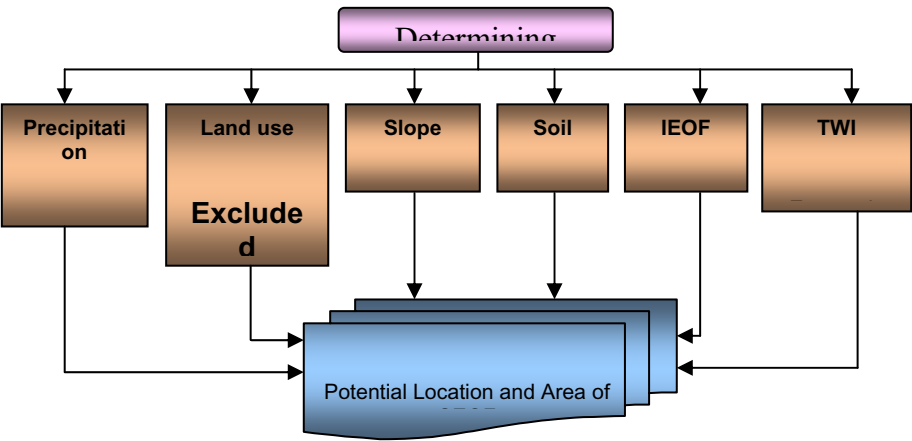 Determining
Precipitati
on
Land use
Exclude
d
Slope
Soil
IEOF
TWI
Potential Location and Area of